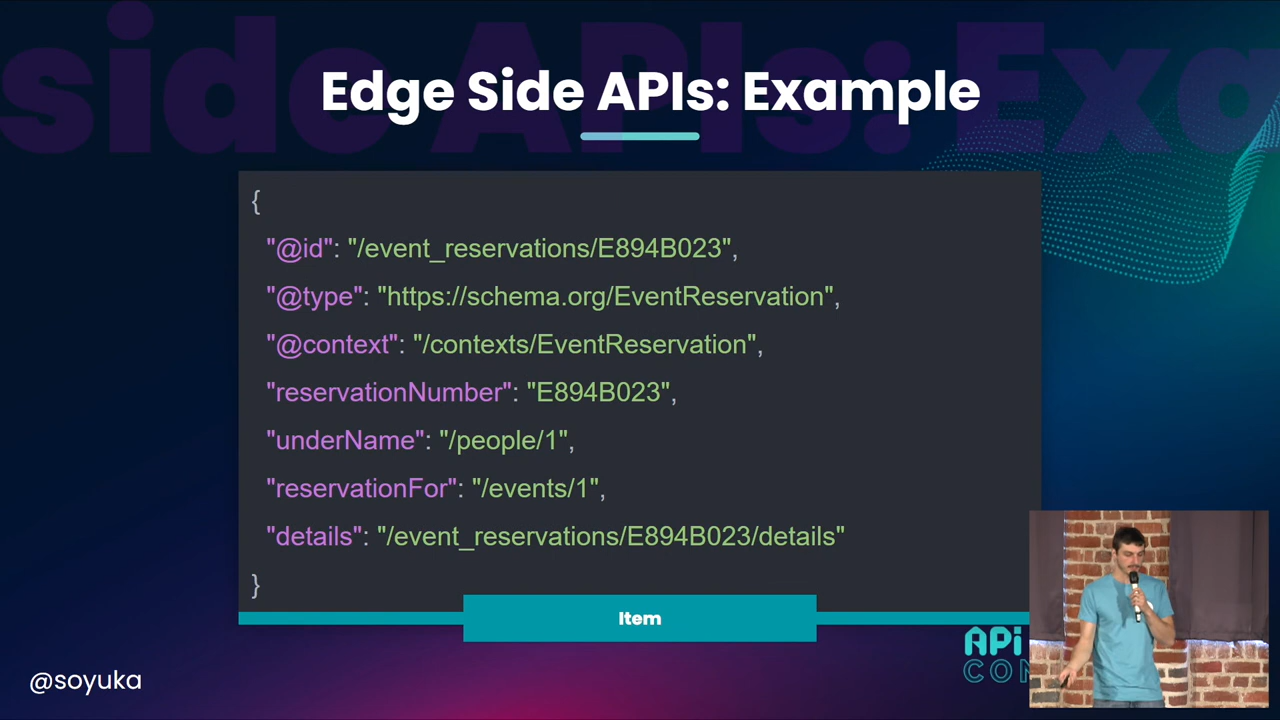 Edge Side APIs: Example
{
"@id": "/event_reservations/E894B023",
"@type": "https://schema.org/EventReservation",
"@context": "/contexts/EventReservation",
"reservationNumber": "E894B023",
"underName": "/people/1",
"reservationFor": "/events/1",
"details": "/event_reservations/E894B023/details"
}
Item
API
CON
@soyuka